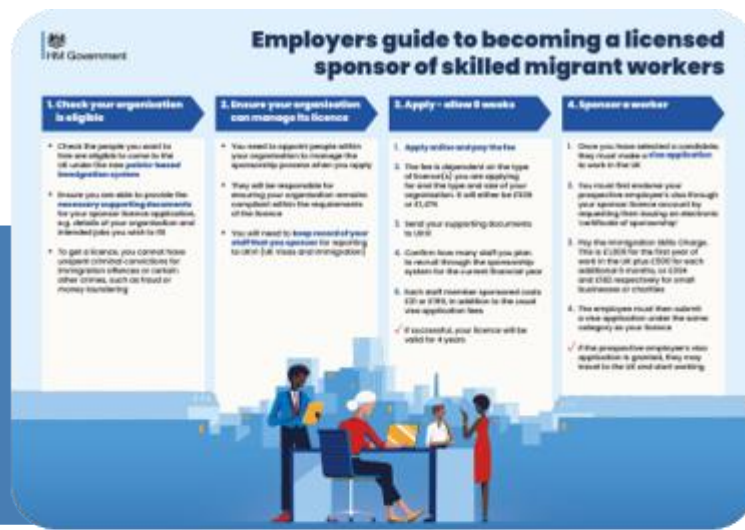 HM Government
Employers guide to becoming a licensed
sponsor of skilled migrant workers
1. Check your organisation
is eligible
• Check the people you want to
hire are eligible to come to the
UK under the new points-based
immigration system
• Ensure you are able to provide the
necessary supporting documents
for your sponsor licence application,
e.g. details of your organisation and
intended jobs you wish to fill
• To get a licence, you cannot have
unspent criminal convictions for
immigration offences or certain
other crimes, such as fraud or
money laundering
2. Ensure your organisation
can manage its licence
• You need to appoint people within
your organisation to manage the
sponsorship process when you apply
• They will be responsible for
ensuring your organisation remains
compliant within the requirements
of the licence
• You will need to keep record of your
staff that you sponsor for reporting
to UKVI (UK Visas and Immigration)
3. Apply - allow 8 weeks
1. Apply online and pay the fee
2. The fee is dependent on the type
of licence(s) you are applying
for and the type and size of your
organisation. It will either be £536
or £1,476
3. Send your supporting documents
to UKVI
4. Confirm how many staff you plan
to recruit through the sponsorship
system for the current financial year
5. Each staff member sponsored costs
£21 or £199, in addition to the usual
visa application fees
✓ If successful, your licence will be
valid for 4 years
4. Sponsor a worker
1. Once you have selected a candidate,
they must make a visa application
to work in the UK
2. You must first endorse your
prospective employee's visa through
your sponsor licence account by
requesting then issuing an electronic
'certificate of sponsorship'
3. Pay the Immigration Skills Charge.
This is £1,000 for the first year of
work in the UK plus £500 for each
additional 6 months, or £364
and £182 respectively for small
businesses or charities
4. The employee must then submit
a visa application under the same
category as your licence
✓ If the prospective employee's visa
application is granted, they may
travel to the UK and start working